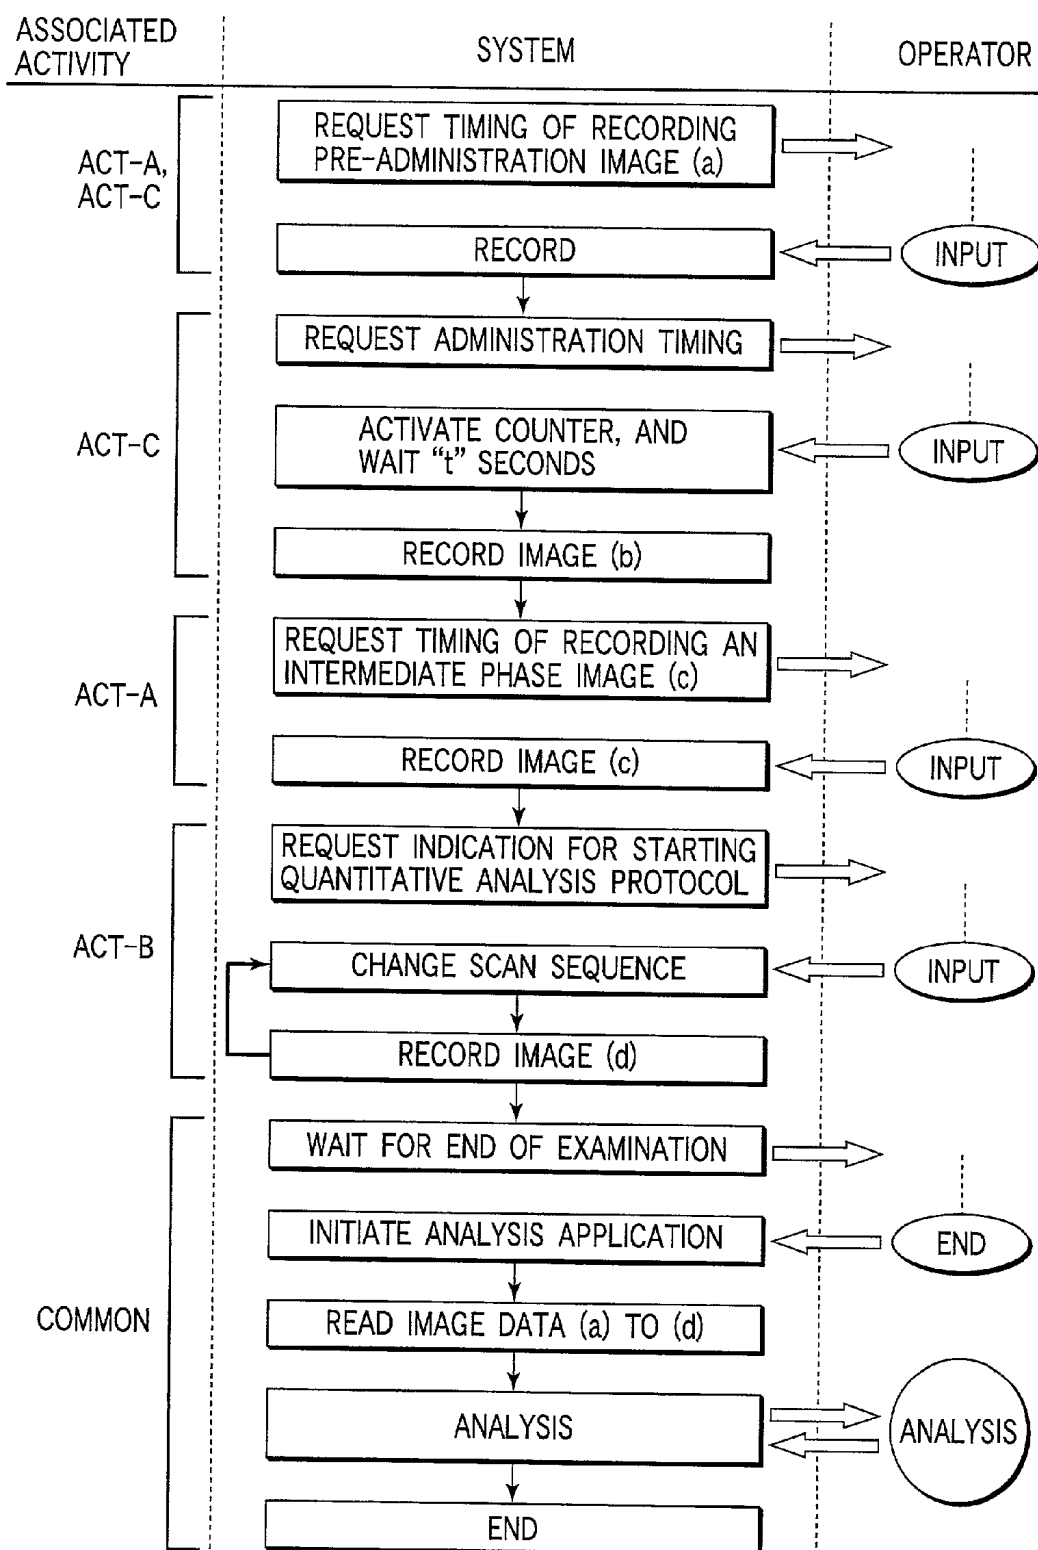 ASSOCIATED
ACTIVITY
SYSTEM
OPERATOR
ACT-A,
ACT-C
REQUEST TIMING OF RECORDING
PRE-ADMINISTRATION IMAGE (a)
RECORD
INPUT
ACT-C
REQUEST ADMINISTRATION TIMING
ACTIVATE COUNTER, AND
WAIT “t” SECONDS
INPUT
RECORD IMAGE (b)
ACT-A
REQUEST TIMING OF RECORDING AN
INTERMEDIATE PHASE IMAGE (c)
RECORD IMAGE (c)
INPUT
ACT-B
REQUEST INDICATION FOR STARTING
QUANTITATIVE ANALYSIS PROTOCOL
CHANGE SCAN SEQUENCE
INPUT
RECORD IMAGE (d)
COMMON
WAIT FOR END OF EXAMINATION
INITIATE ANALYSIS APPLICATION
END
READ IMAGE DATA (a) TO (d)
ANALYSIS
ANALYSIS
END